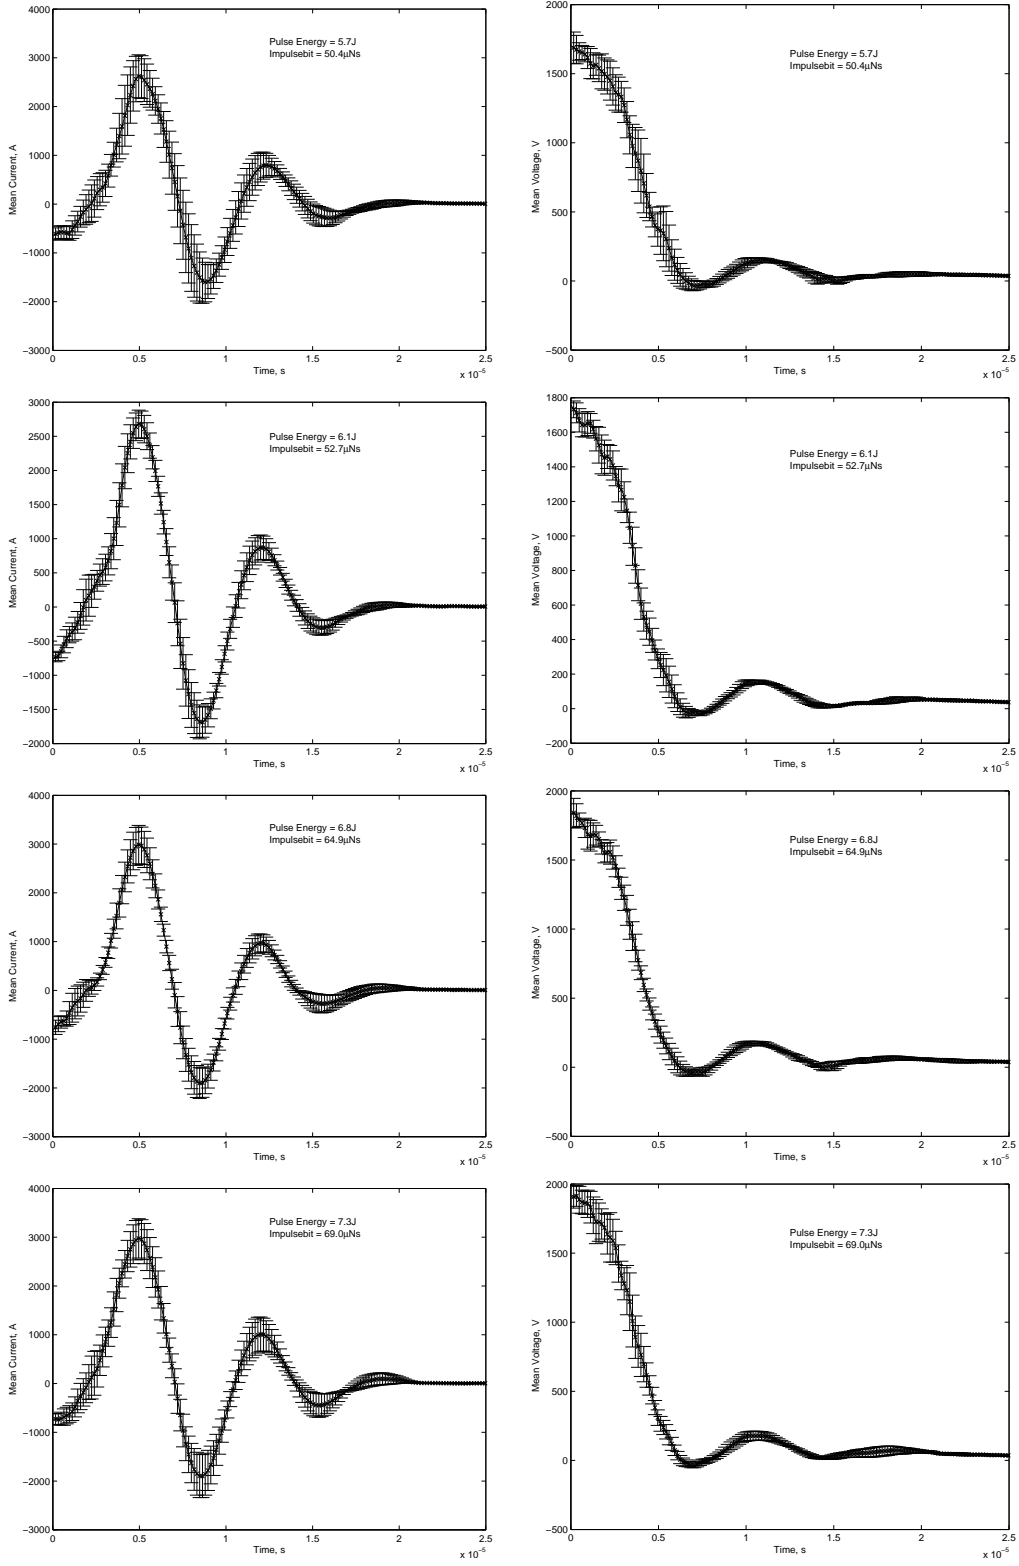 4000
3000
2000
1000
0
−1000
−2000
−3000
Mean Current, A
Pulse Energy = 5.7J
Impulsebit = 50.4μNs
0 0.5 1 1.5 2 2.5
Time, s
x 10−5
2000
1500
1000
500
0
−500
Mean Voltage, V
Pulse Energy = 5.7J
Impulsebit = 50.4μNs
0 0.5 1 1.5 2 2.5
Time, s
x 10−5
3000
2500
2000
1500
1000
500
0
−500
−1000
−1500
−2000
Mean Current, A
Pulse Energy = 6.1J
Impulsebit = 52.7μNs
0 0.5 1 1.5 2 2.5
Time, s
x 10−5
1800
1600
1400
1200
1000
800
600
400
200
0
−200
Mean Voltage, V
Pulse Energy = 6.1J
Impulsebit = 52.7μNs
0 0.5 1 1.5 2 2.5
Time, s
x 10−5
4000
3000
2000
1000
0
−1000
−2000
−3000
Mean Current, A
Pulse Energy = 6.8J
Impulsebit = 64.9μNs
0 0.5 1 1.5 2 2.5
Time, s
x 10−5
2000
1500
1000
500
0
−500
Mean Voltage, V
Pulse Energy = 6.8J
Impulsebit = 64.9μNs
0 0.5 1 1.5 2 2.5
Time, s
x 10−5
4000
3000
2000
1000
0
−1000
−2000
−3000
Mean Current, A
Pulse Energy = 7.3J
Impulsebit = 69.0μNs
0 0.5 1 1.5 2 2.5
Time, s
x 10−5
2000
1500
1000
500
0
−500
Mean Voltage, V
Pulse Energy = 7.3J
Impulsebit = 69.0μNs
0 0.5 1 1.5 2 2.5
Time, s
x 10−5